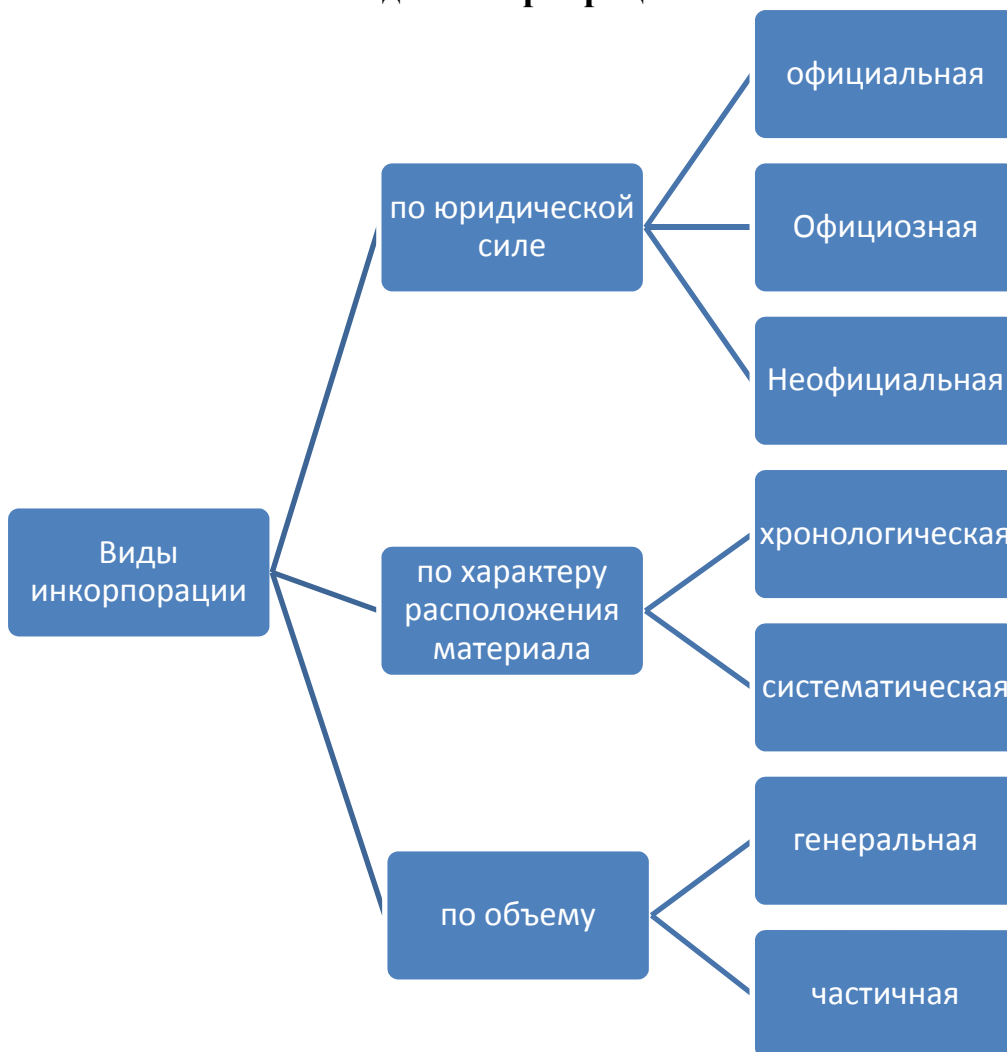 официальная
по юридической
силе
Официозная
Неофициальная
Виды
инкорпорации
по характеру
расположения
материала
хронологическая
систематическая
по объему
генеральная
частичная